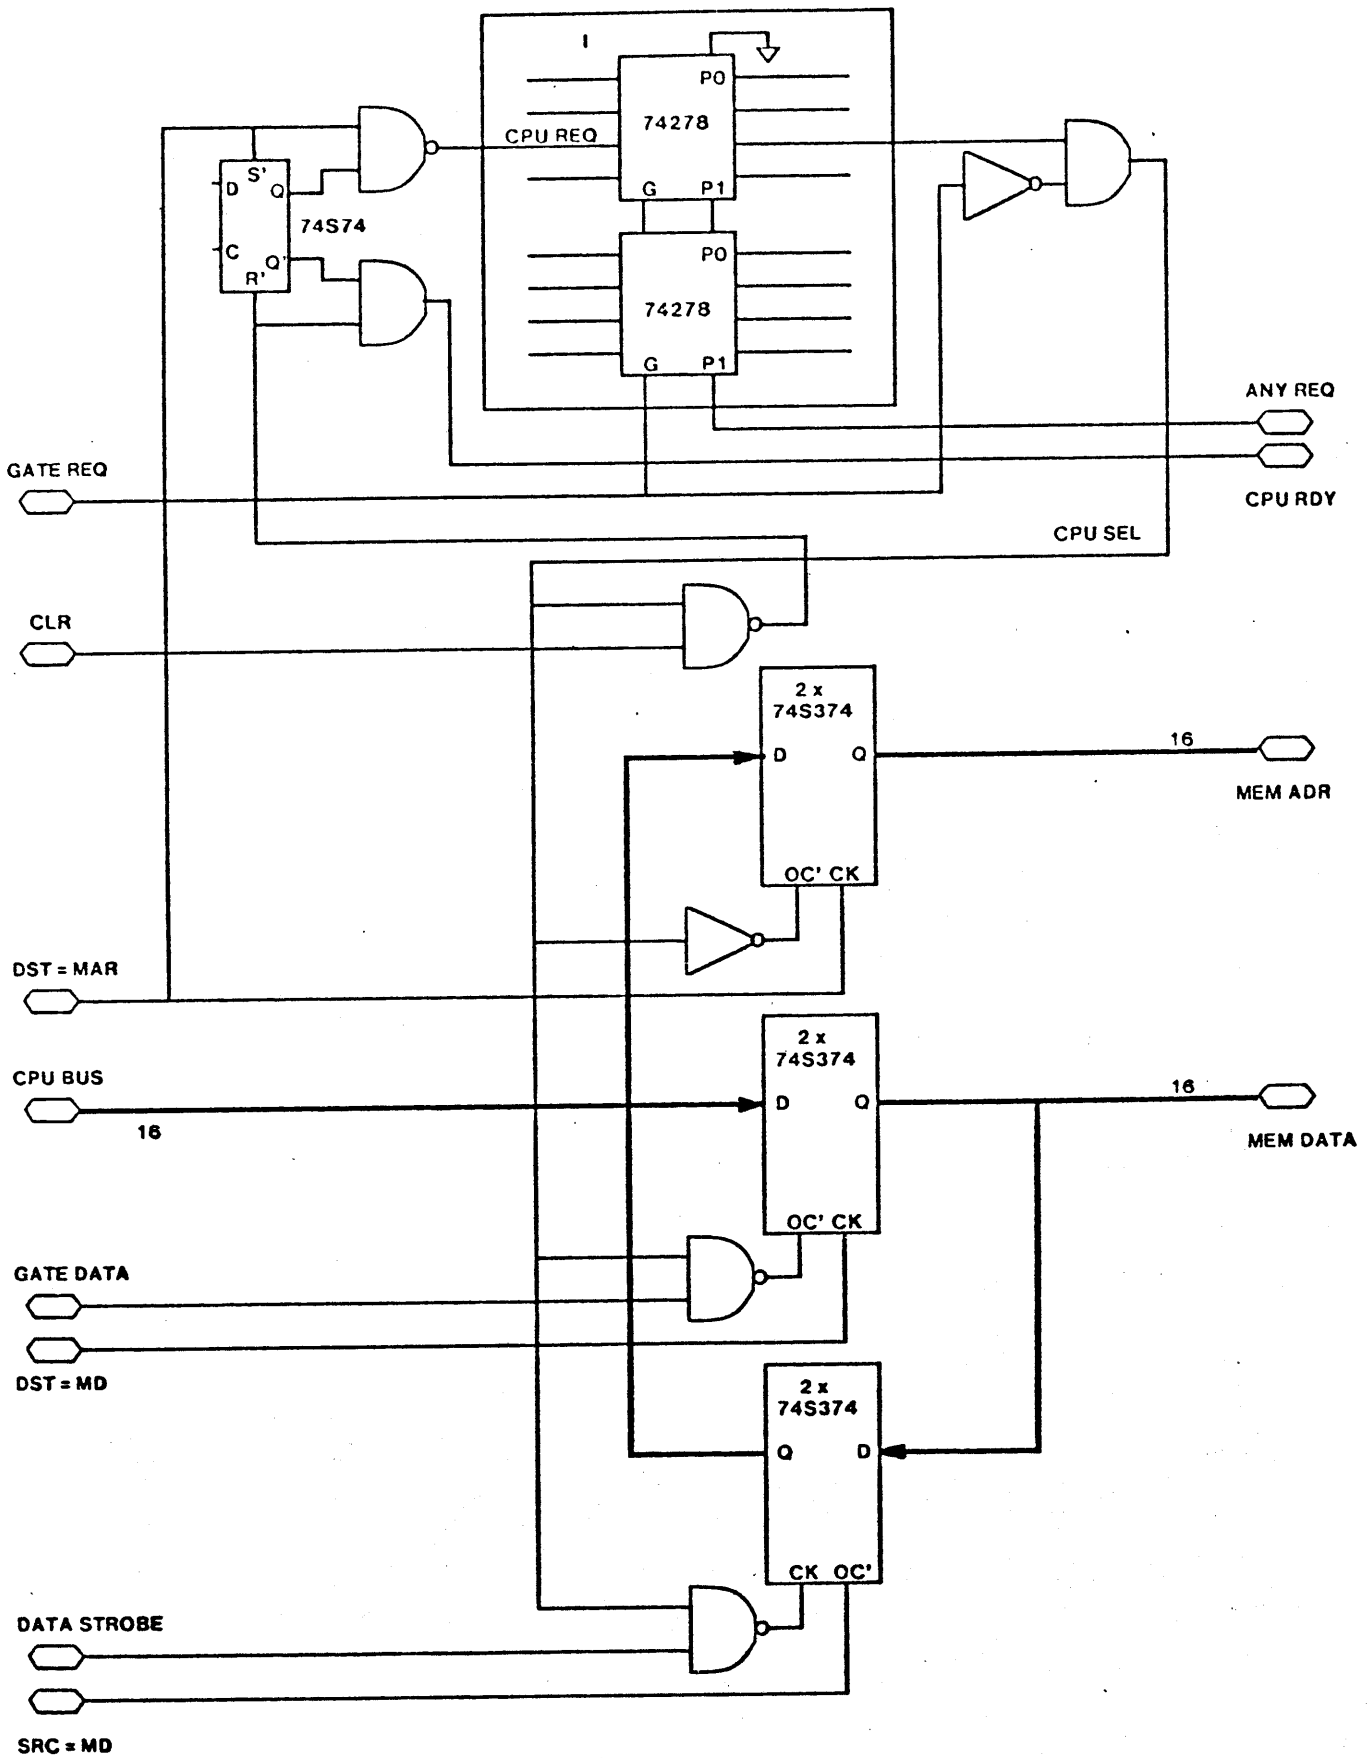 I
P0
74278
CPU REQ
S'
D
Q
G
P1
74S74
C
Q'
R'
P0
74278
G
P1
ANY REQ
GATE REQ
CPU RDY
CPU SEL
CLR
2 x
74S374
D
Q
16
MEM ADR
OC' CK
DST = MAR
2 x
74S374
CPU BUS
D
Q
16
16
MEM DATA
OC' CK
GATE DATA
DST = MD
2 x
74S374
Q
D
CK OC'
DATA STROBE
SRC = MD